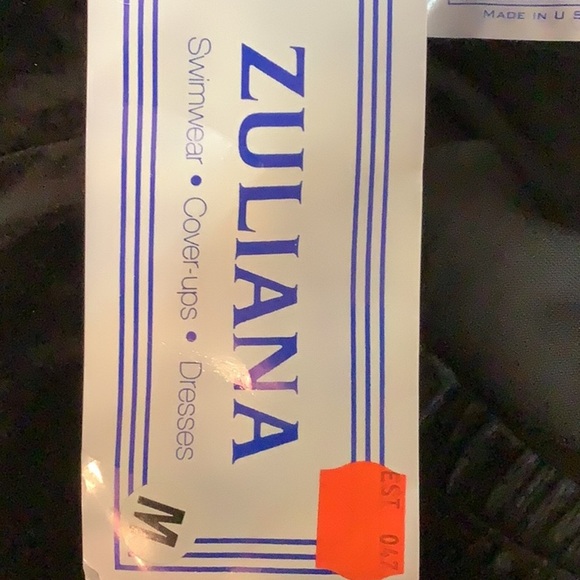 MADE IN U S
ZULIANA
Swimwear • Cover-ups • Dresses
M
EST 047